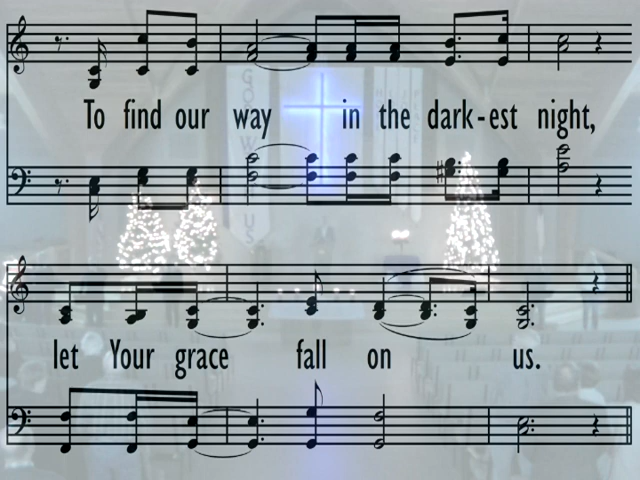 To find our way in the dark-est night,
let Your grace fall on us.